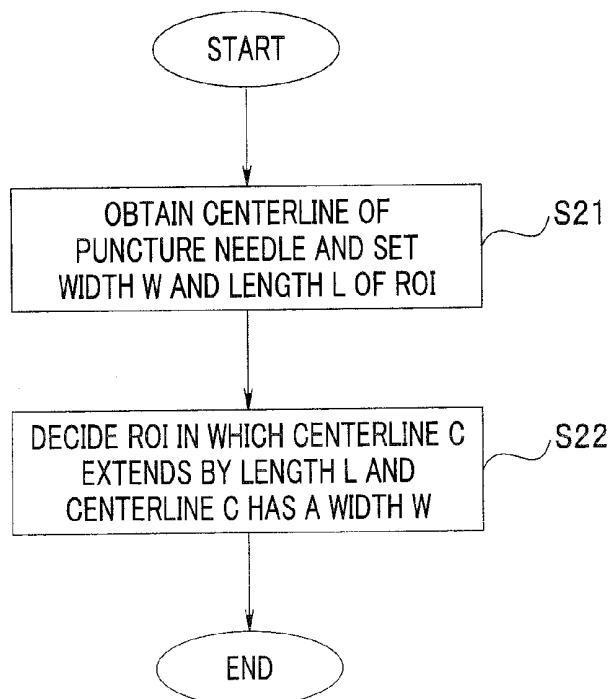 START
OBTAIN CENTERLINE OF
PUNCTURE NEEDLE AND SET
WIDTH W AND LENGTH L OF ROI
S21
DECIDE ROI IN WHICH CENTERLINE C
EXTENDS BY LENGTH L AND
CENTERLINE C HAS A WIDTH W
S22
END